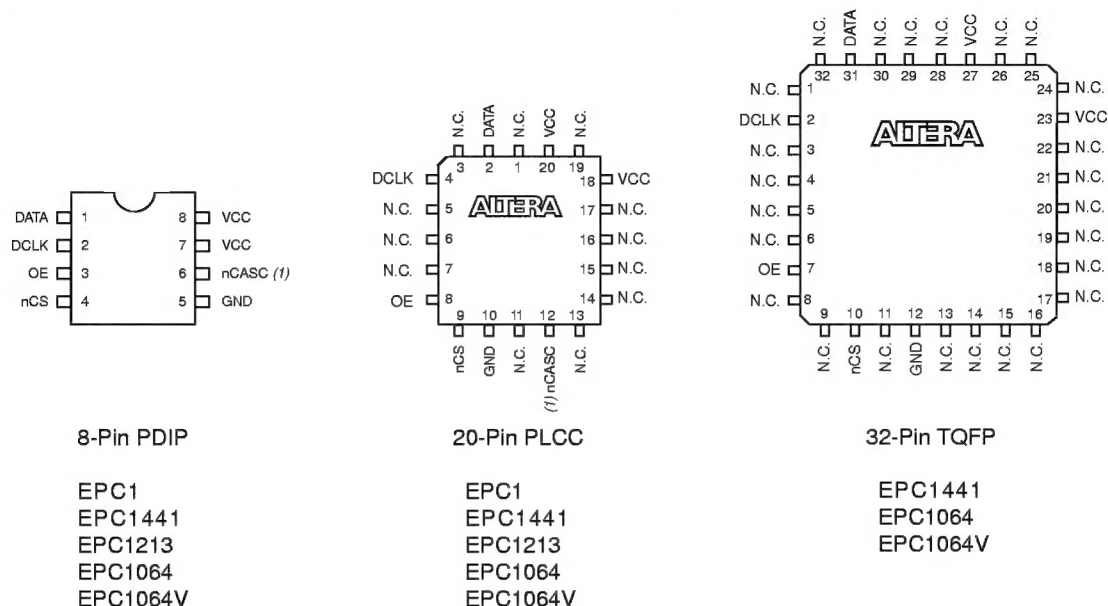 DATA 1 8 VCC
DCLK 2 7 VCC
OE 3 6 nCASC (1)
nCS 4 5 GND
8-Pin PDIP
EPC1
EPC1441
EPC1213
EPC1064
EPC1064V
N.C. DATA N.C. VCC N.C.
3 2 1 20 19
DCLK 4 18 VCC
ALTERA
N.C. 5 17 N.C.
N.C. 6 16 N.C.
N.C. 7 15 N.C.
OE 8 14 N.C.
9 10 11 12 13
nCS GND N.C. (1) nCASC N.C.
20-Pin PLCC
EPC1
EPC1441
EPC1213
EPC1064
EPC1064V
N.C. DATA N.C. N.C. N.C. VCC N.C. N.C.
32 31 30 29 28 27 26 25
N.C. 1 24 N.C.
DCLK 2 23 VCC
ALTERA
N.C. 3 22 N.C.
N.C. 4 21 N.C.
N.C. 5 20 N.C.
N.C. 6 19 N.C.
OE 7 18 N.C.
N.C. 8 17 N.C.
9 10 11 12 13 14 15 16
N.C. nCS N.C. GND N.C. N.C. N.C. N.C.
32-Pin TQFP
EPC1441
EPC1064
EPC1064V